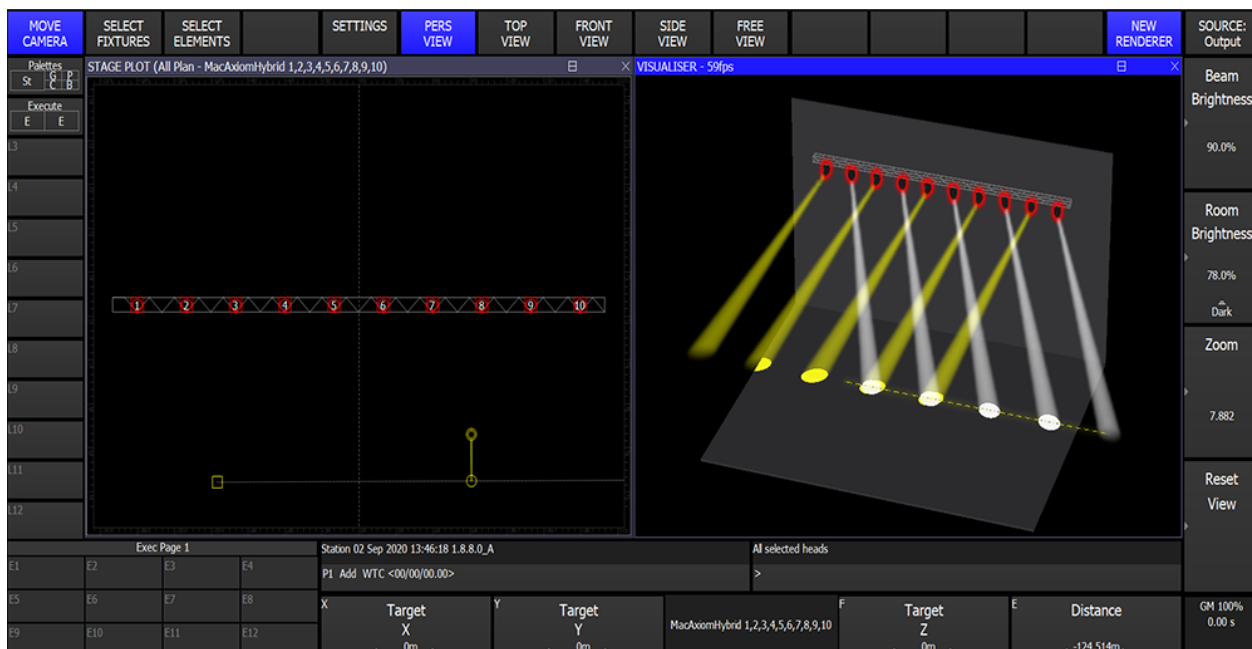 MOVE
CAMERA
SELECT
FIXTURES
SELECT
ELEMENTS
SETTINGS
PERS
VIEW
TOP
VIEW
FRONT
VIEW
SIDE
VIEW
FREE
VIEW
NEW
RENDERER
SOURCE:
Output
Palettes
St G P C B
Execute
E E
L3
L4
L5
L6
L7
L8
L9
L10
L11
L12
STAGE PLOT (All Plan - MacAxiomHybrid 1,2,3,4,5,6,7,8,9,10)
1 2 3 4 5 6 7 8 9 10
VISUALISER - 59fps
Beam
Brightness
90.0%
Room
Brightness
78.0%
Dark
Zoom
7.882
Reset
View
Exec Page 1
E1 E2 E3 E4
E5 E6 E7 E8
E9 E10 E11 E12
Station 02 Sep 2020 13:46:18 1.8.8.0_A
All selected heads
P1 Add WTC <00/00/00.00>
>
X Target
X
0m
Y Target
Y
0m
MacAxiomHybrid 1,2,3,4,5,6,7,8,9,10
F Target
Z
0m
E Distance
-124.514m
GM 100%
0.00 s